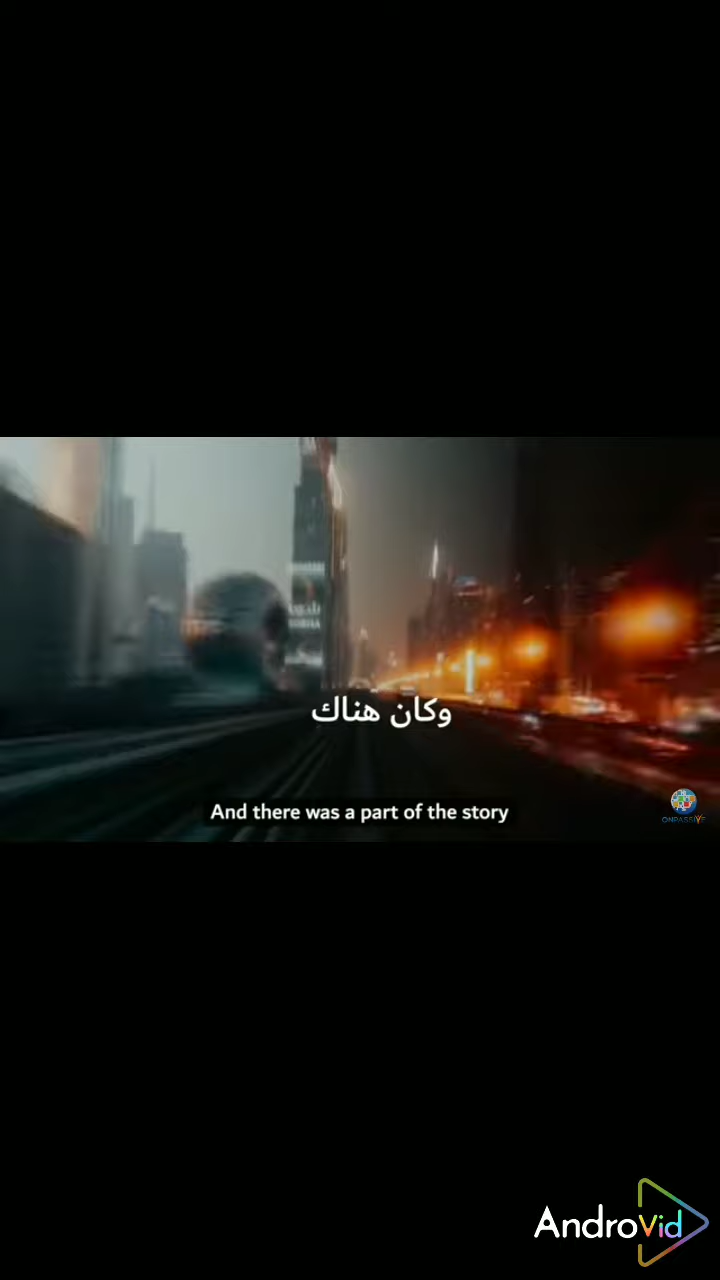 وكان هناك
And there was a part of the story
ONPASSIVE
AndroVid